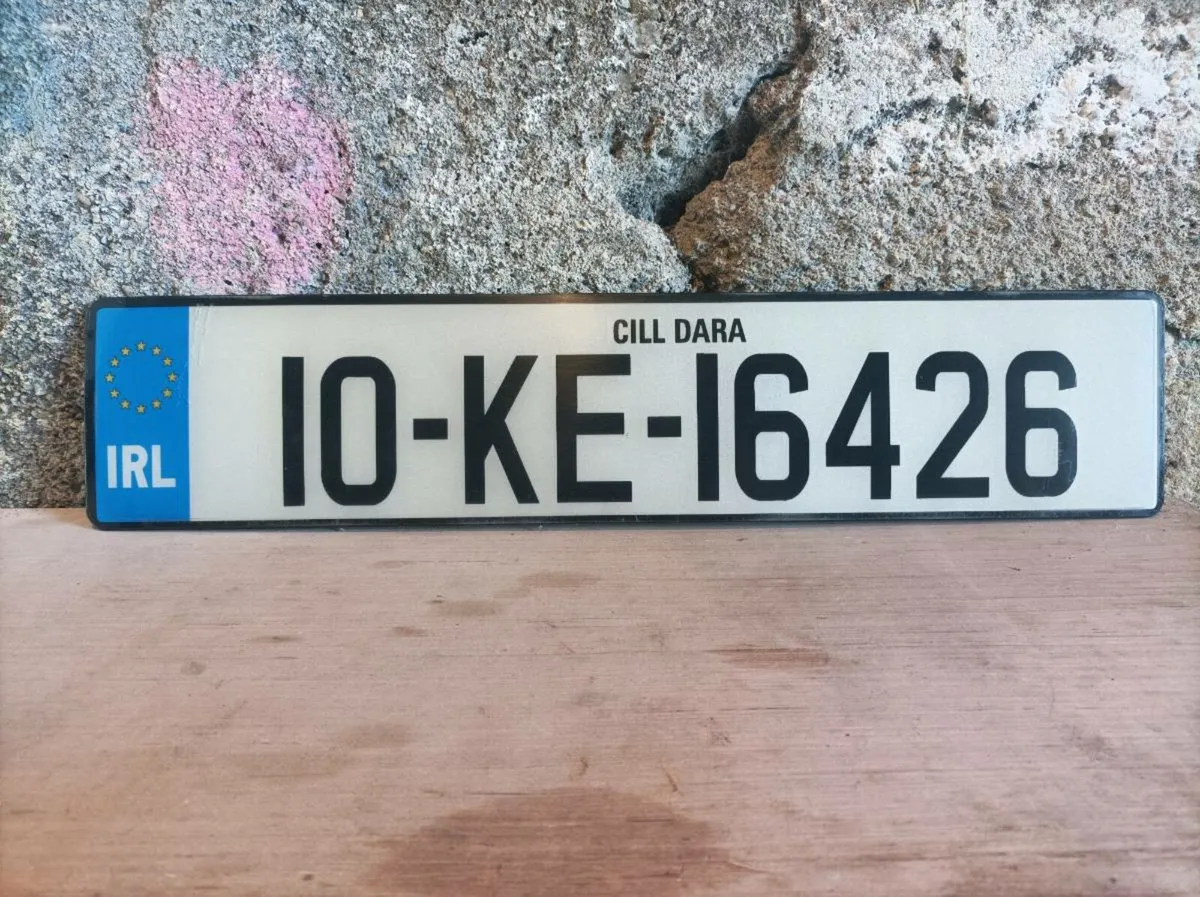 CILL DARA
IRL 10-KE-16426